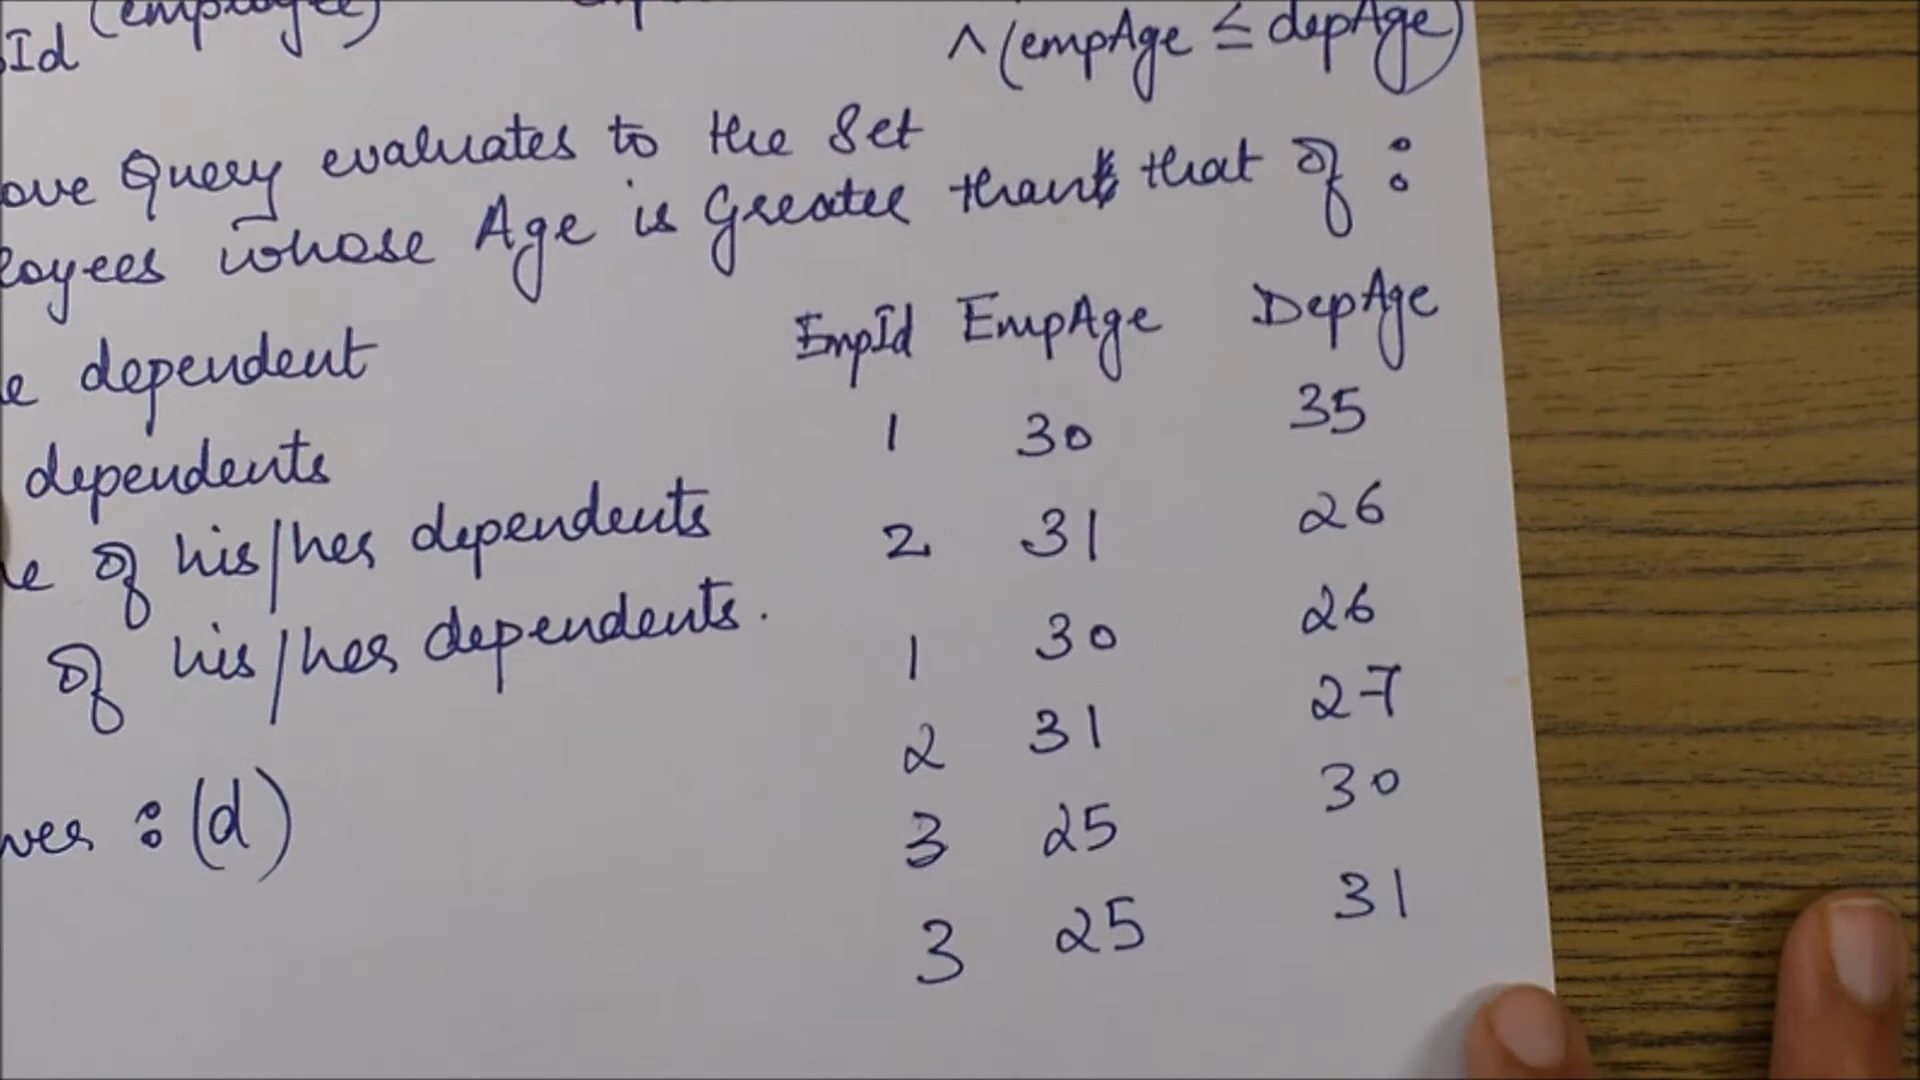 Id (employee)
∧ (empAge ≤ depAge)
ove Query evaluates to the Set
loyees whose Age is Greater than that of :
e dependent
dependents
e of his/her dependents
of his/her dependents.
wer : (d)
EmpId EmpAge DepAge
1 30 35
2 31 26
1 30 26
2 31 27
3 25 30
3 25 31